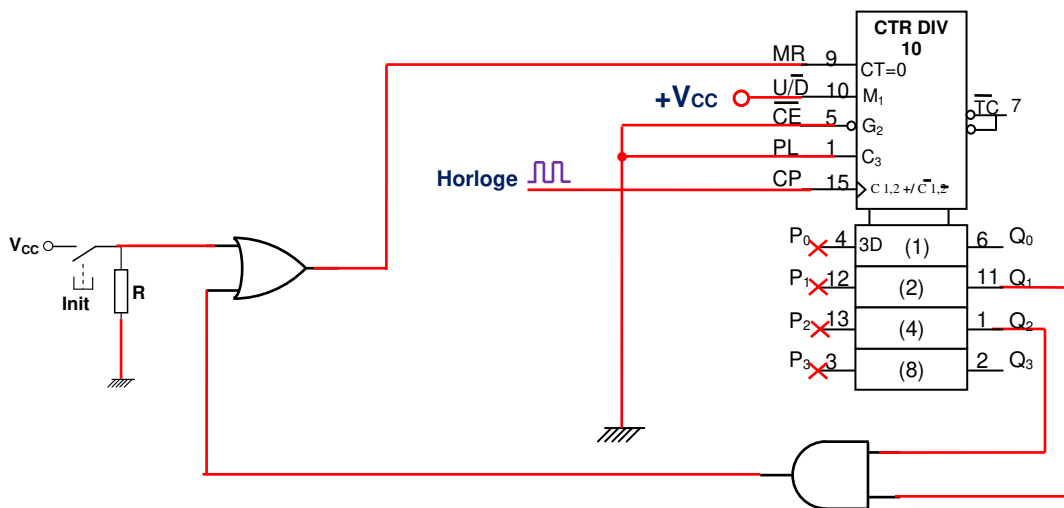 CTR DIV
10
MR 9 CT=0
+VCC U/D̅ 10 M1
C̅E̅ 5 G2
T̅C̅ 7
PL 1 C3
Horloge CP 15 C 1,2 +/ C̅ 1,2-
P0 4 3D (1) 6 Q0
VCC
P1 12 (2) 11 Q1
Init R
P2 13 (4) 1 Q2
P3 3 (8) 2 Q3